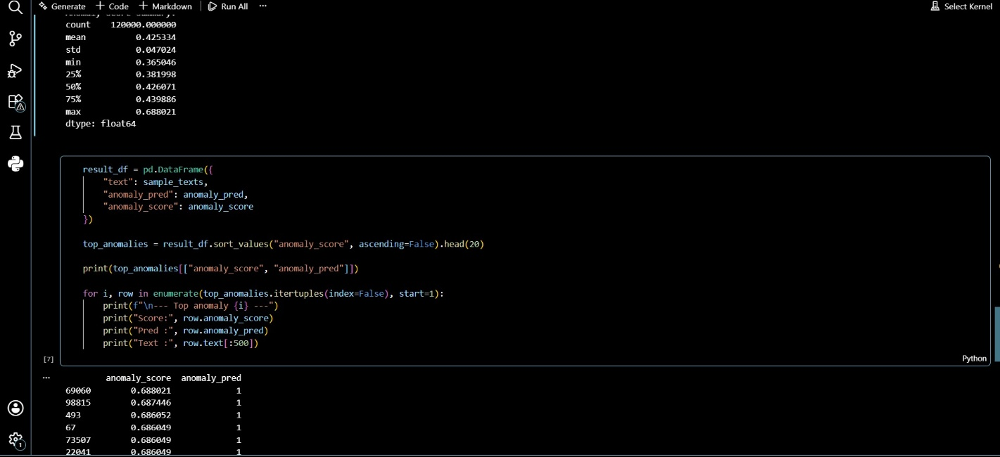 Generate + Code + Markdown Run All ... Select Kernel
Anomaly score summary:
count 120000.000000
mean 0.425334
std 0.047024
min 0.365046
25% 0.381998
50% 0.426071
75% 0.439886
max 0.688021
dtype: float64
result_df = pd.DataFrame({
"text": sample_texts,
"anomaly_pred": anomaly_pred,
"anomaly_score": anomaly_score
})
top_anomalies = result_df.sort_values("anomaly_score", ascending=False).head(20)
print(top_anomalies[["anomaly_score", "anomaly_pred"]])
for i, row in enumerate(top_anomalies.itertuples(index=False), start=1):
print(f"\n--- Top anomaly {i} ---")
print("Score:", row.anomaly_score)
print("Pred :", row.anomaly_pred)
print("Text :", row.text[:500])
[7]
Python
... anomaly_score anomaly_pred
69060 0.688021 1
98815 0.687446 1
493 0.686052 1
67 0.686049 1
73507 0.686049 1
1
22041 0.686049 1